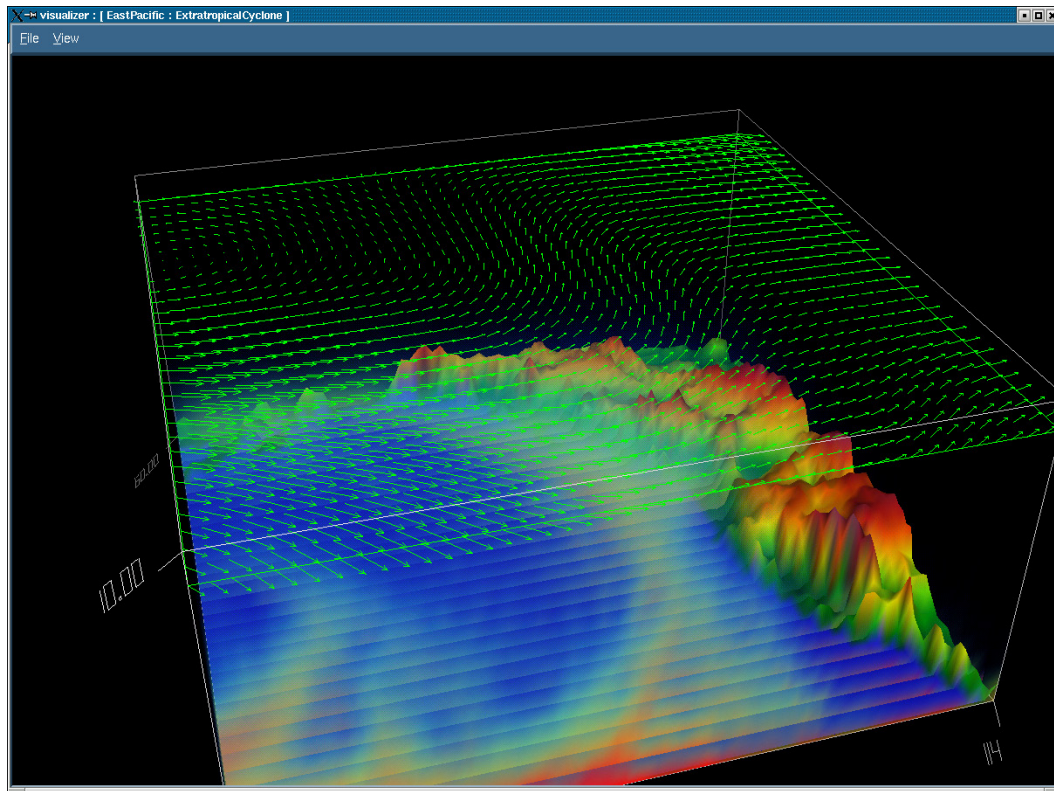 visualizer : [ EastPacific : ExtratropicalCyclone ]
File View
60.00
10.00
114